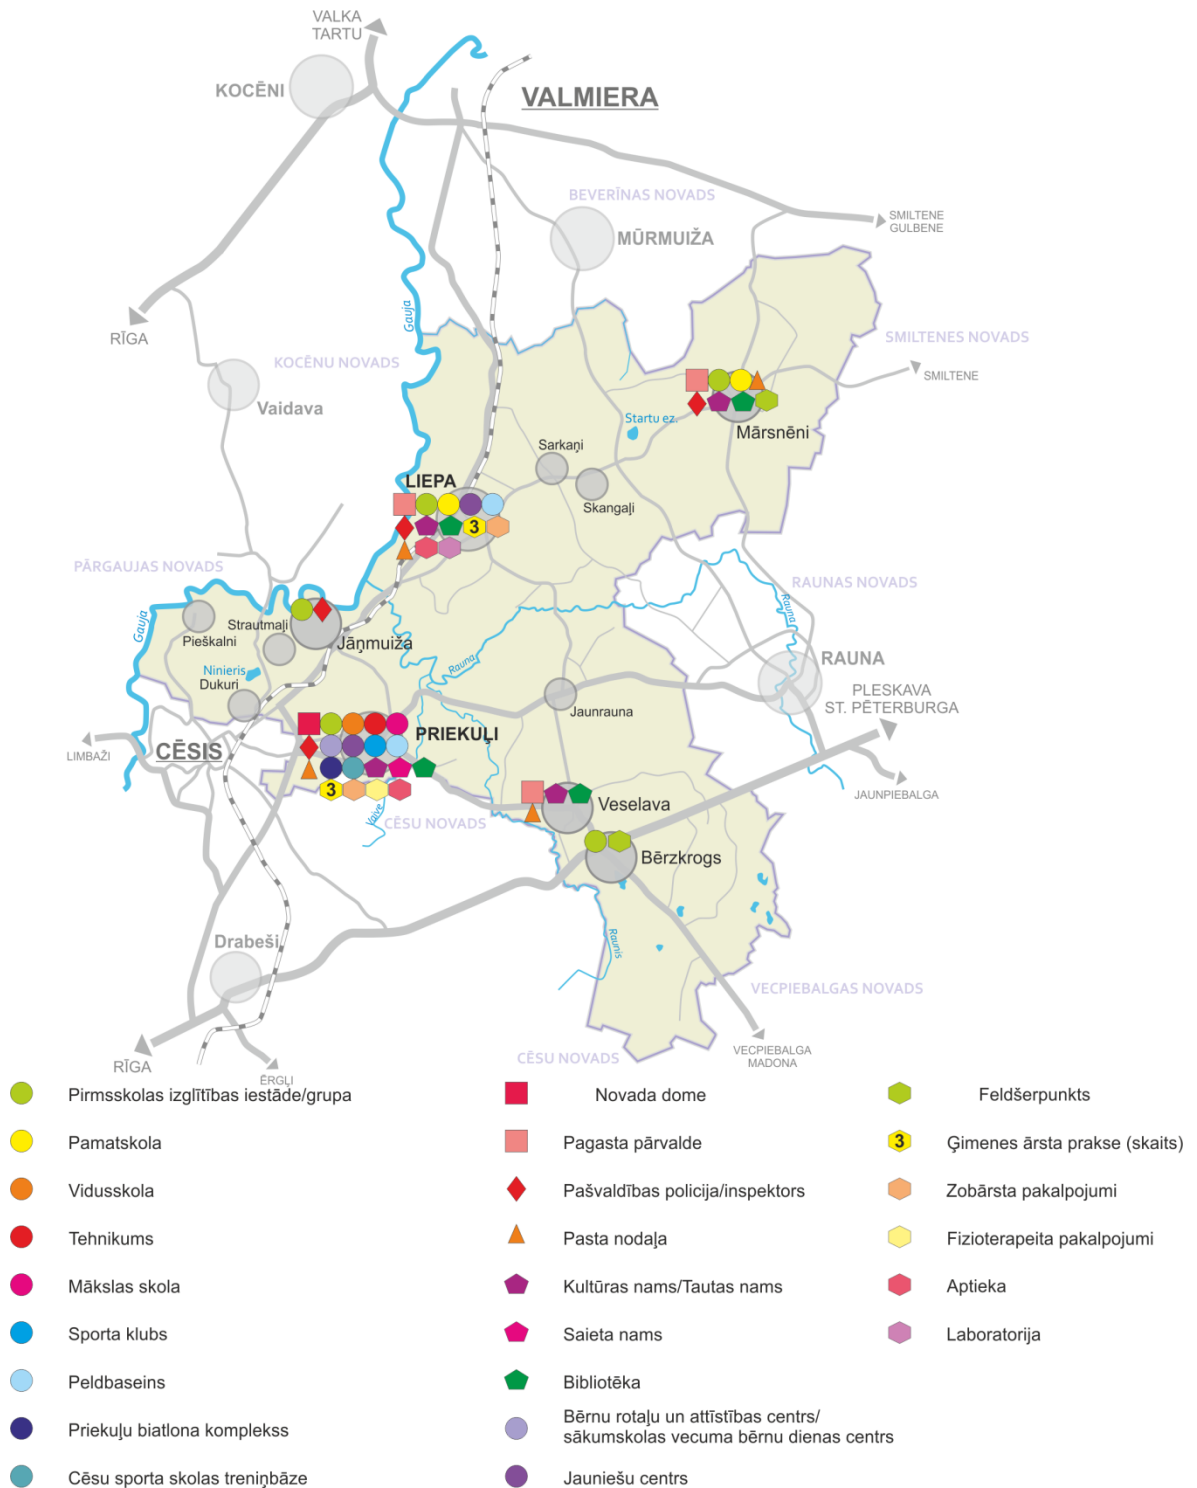 VALKA
TARTU
KOCĒNI
VALMIERA
BEVERĪNAS NOVADS
SMILTENE
GULBENE
MŪRMUIŽA
Gauja
RĪGA
SMILTENES NOVADS
KOCĒNU NOVADS
SMILTENE
Vaidava
Startu ez.
Mārsnēni
Sarkaņi
LIEPA
Skangaļi
3
PĀRGAUJAS NOVADS
RAUNAS NOVADS
Rauna
Gauja
Strautmaļi
Pieškalni
Jāņmuiža
Rauna
RAUNA
Ninieris
Dukuri
PLESKAVA
ST. PĒTERBURGA
Jaunrauna
PRIEKUĻI
CĒSIS
LIMBAŽI
3
JAUNPIEBALGA
Veselava
Vaive
CĒSU NOVADS
Bērzkrogs
Drabeši
Raunis
VECPIEBALGAS NOVADS
VECPIEBALGA
MADONA
CĒSU NOVADS
RĪGA
ĒRGĻI
Pirmsskolas izglītības iestāde/grupa
Novada dome
Feldšerpunkts
Pamatskola
Pagasta pārvalde
3 Ģimenes ārsta prakse (skaits)
Vidusskola
Pašvaldības policija/inspektors
Zobārsta pakalpojumi
Tehnikums
Pasta nodaļa
Fizioterapeita pakalpojumi
Mākslas skola
Kultūras nams/Tautas nams
Aptieka
Sporta klubs
Saieta nams
Laboratorija
Peldbaseins
Bibliotēka
Priekuļu biatlona komplekss
Bērnu rotaļu un attīstības centrs/
sākumskolas vecuma bērnu dienas centrs
Cēsu sporta skolas treniņbāze
Jauniešu centrs